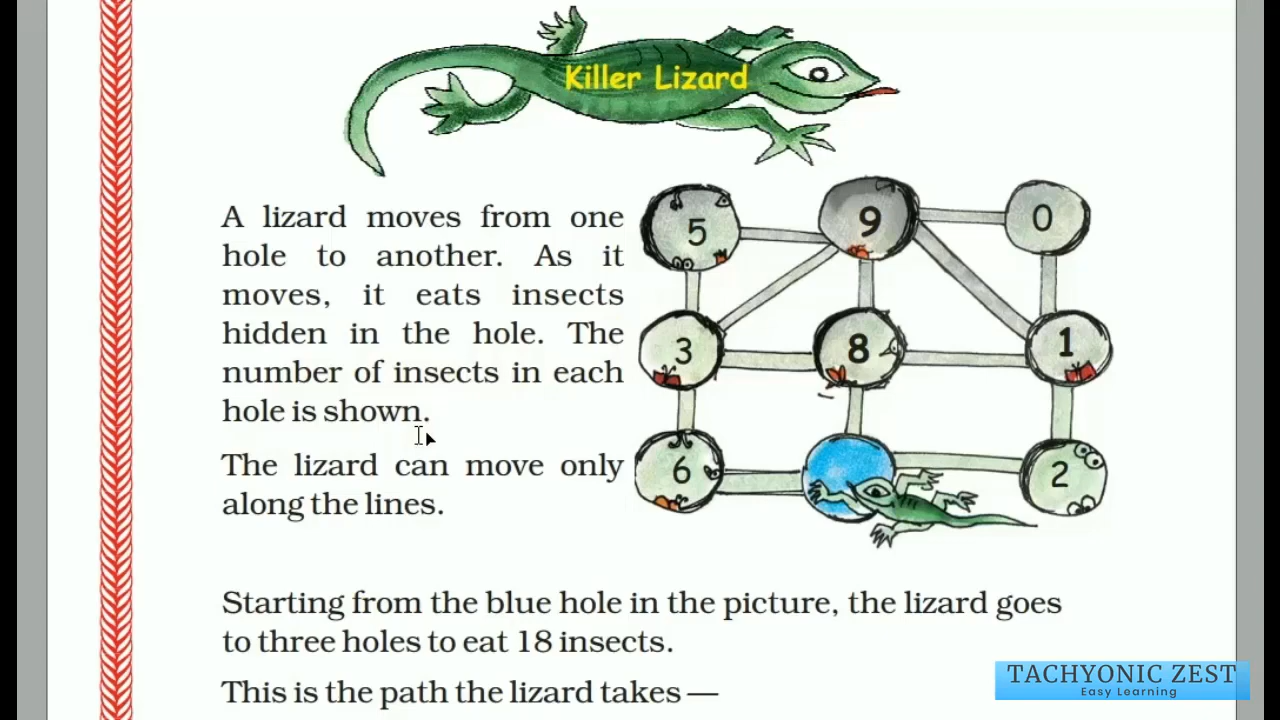 Killer Lizard
A lizard moves from one
hole to another. As it
moves, it eats insects
hidden in the hole. The
number of insects in each
hole is shown.
The lizard can move only
along the lines.
5 9 0
3 8 1
6 2
Starting from the blue hole in the picture, the lizard goes
to three holes to eat 18 insects.
This is the path the lizard takes —
TACHYONIC ZEST
Easy Learning